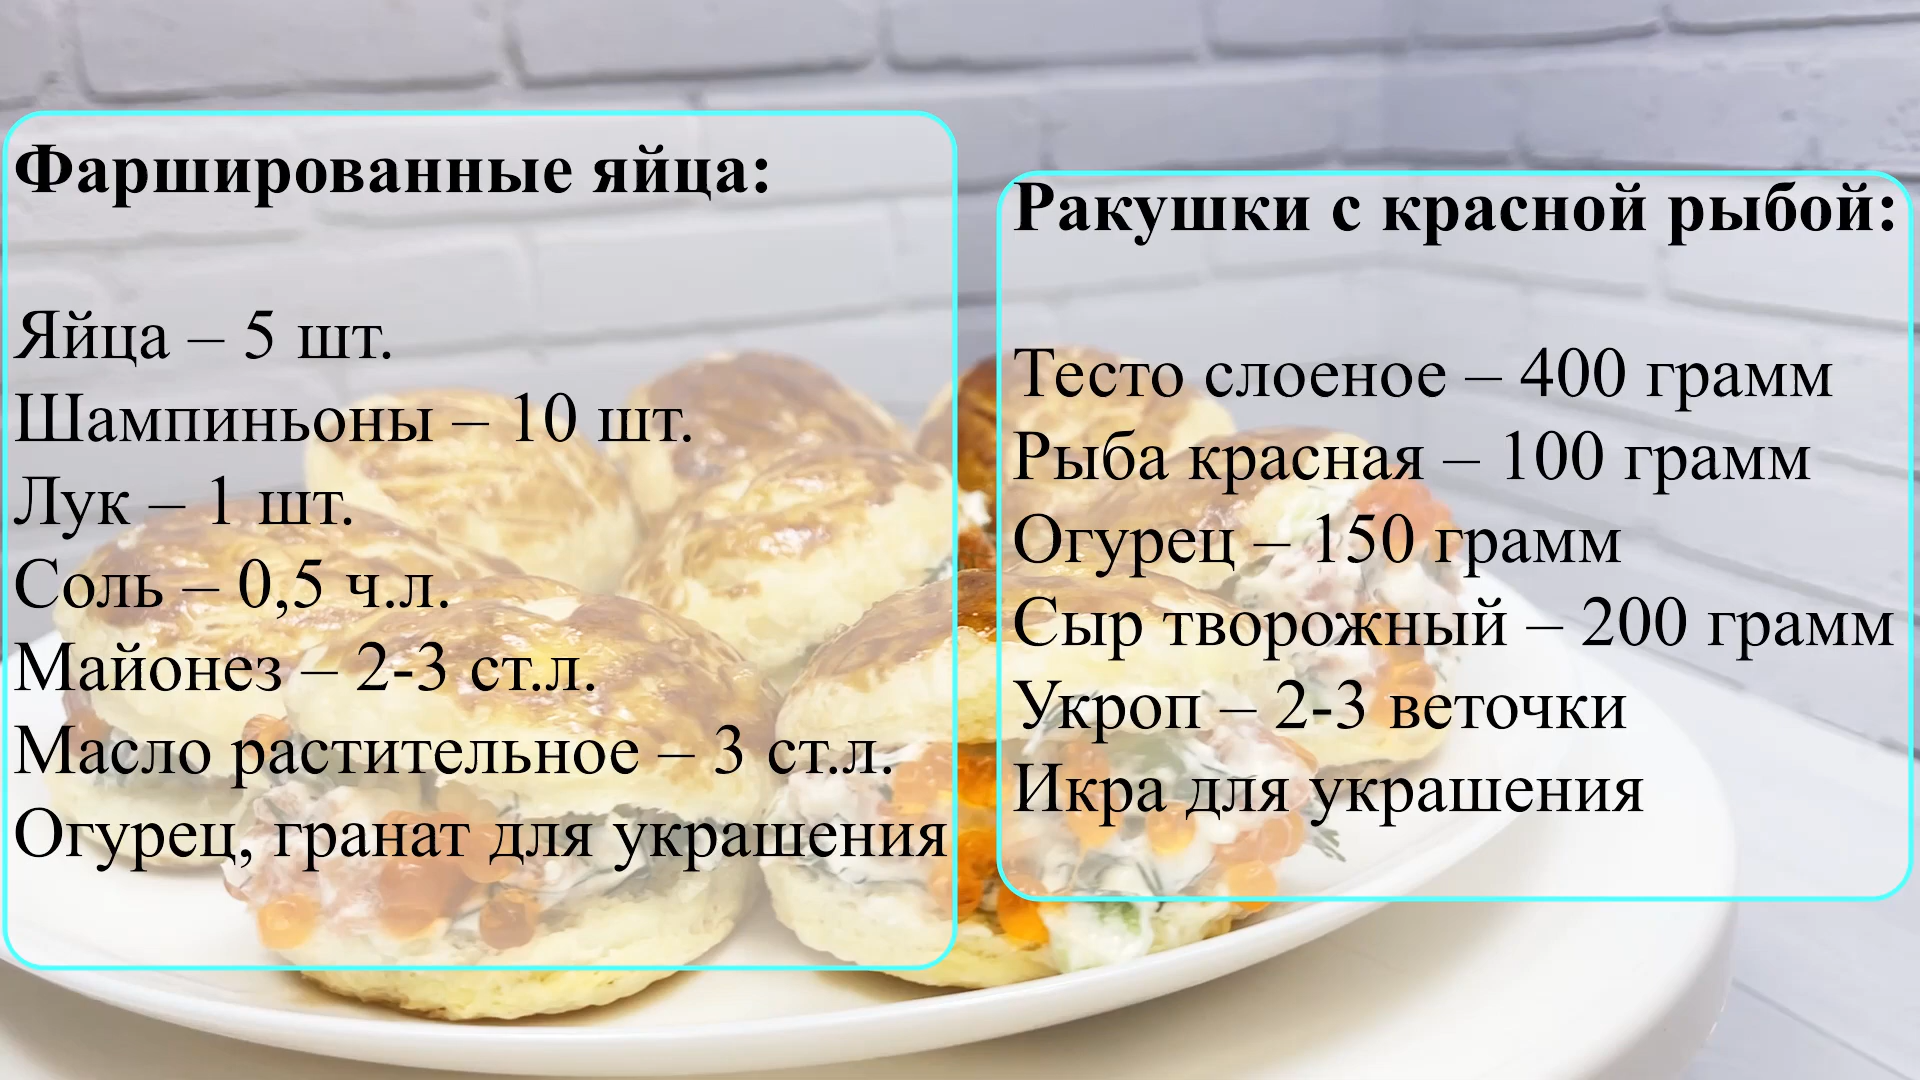 Фаршированные яйца:
Яйца – 5 шт.
Шампиньоны – 10 шт.
Лук – 1 шт.
Соль – 0,5 ч.л.
Майонез – 2-3 ст.л.
Масло растительное – 3 ст.л.
Огурец, гранат для украшения
Ракушки с красной рыбой:
Тесто слоеное – 400 грамм
Рыба красная – 100 грамм
Огурец – 150 грамм
Сыр творожный – 200 грамм
Укроп – 2-3 веточки
Икра для украшения